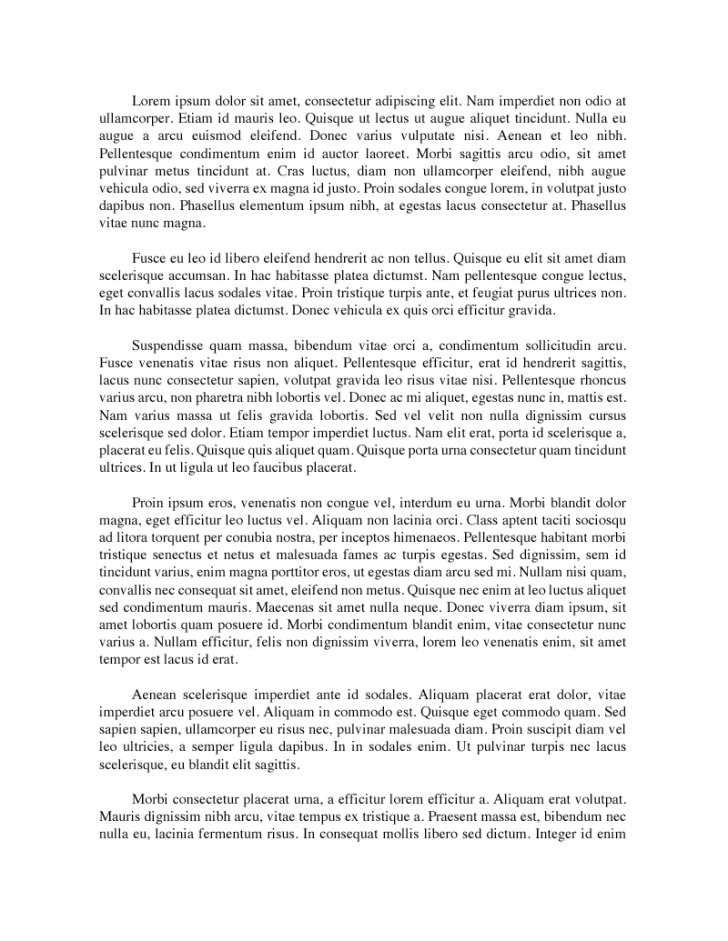 Lorem ipsum dolor sit amet, consectetur adipiscing elit. Nam imperdiet non odio at
ullamcorper. Etiam id mauris leo. Quisque ut lectus ut augue aliquet tincidunt. Nulla eu
augue a arcu euismod eleifend. Donec varius vulputate nisi. Aenean et leo nibh.
Pellentesque condimentum enim id auctor laoreet. Morbi sagittis arcu odio, sit amet
pulvinar metus tincidunt at. Cras luctus, diam non ullamcorper eleifend, nibh augue
vehicula odio, sed viverra ex magna id justo. Proin sodales congue lorem, in volutpat justo
dapibus non. Phasellus elementum ipsum nibh, at egestas lacus consectetur at. Phasellus
vitae nunc magna.
Fusce eu leo id libero eleifend hendrerit ac non tellus. Quisque eu elit sit amet diam
scelerisque accumsan. In hac habitasse platea dictumst. Nam pellentesque congue lectus,
eget convallis lacus sodales vitae. Proin tristique turpis ante, et feugiat purus ultrices non.
In hac habitasse platea dictumst. Donec vehicula ex quis orci efficitur gravida.
Suspendisse quam massa, bibendum vitae orci a, condimentum sollicitudin arcu.
Fusce venenatis vitae risus non aliquet. Pellentesque efficitur, erat id hendrerit sagittis,
lacus nunc consectetur sapien, volutpat gravida leo risus vitae nisi. Pellentesque rhoncus
varius arcu, non pharetra nibh lobortis vel. Donec ac mi aliquet, egestas nunc in, mattis est.
Nam varius massa ut felis gravida lobortis. Sed vel velit non nulla dignissim cursus
scelerisque sed dolor. Etiam tempor imperdiet luctus. Nam elit erat, porta id scelerisque a,
placerat eu felis. Quisque quis aliquet quam. Quisque porta urna consectetur quam tincidunt
ultrices. In ut ligula ut leo faucibus placerat.
Proin ipsum eros, venenatis non congue vel, interdum eu urna. Morbi blandit dolor
magna, eget efficitur leo luctus vel. Aliquam non lacinia orci. Class aptent taciti sociosqu
ad litora torquent per conubia nostra, per inceptos himenaeos. Pellentesque habitant morbi
tristique senectus et netus et malesuada fames ac turpis egestas. Sed dignissim, sem id
tincidunt varius, enim magna porttitor eros, ut egestas diam arcu sed mi. Nullam nisi quam,
convallis nec consequat sit amet, eleifend non metus. Quisque nec enim at leo luctus aliquet
sed condimentum mauris. Maecenas sit amet nulla neque. Donec viverra diam ipsum, sit
amet lobortis quam posuere id. Morbi condimentum blandit enim, vitae consectetur nunc
varius a. Nullam efficitur, felis non dignissim viverra, lorem leo venenatis enim, sit amet
tempor est lacus id erat.
Aenean scelerisque imperdiet ante id sodales. Aliquam placerat erat dolor, vitae
imperdiet arcu posuere vel. Aliquam in commodo est. Quisque eget commodo quam. Sed
sapien sapien, ullamcorper eu risus nec, pulvinar malesuada diam. Proin suscipit diam vel
leo ultricies, a semper ligula dapibus. In in sodales enim. Ut pulvinar turpis nec lacus
scelerisque, eu blandit elit sagittis.
Morbi consectetur placerat urna, a efficitur lorem efficitur a. Aliquam erat volutpat.
Mauris dignissim nibh arcu, vitae tempus ex tristique a. Praesent massa est, bibendum nec
nulla eu, lacinia fermentum risus. In consequat mollis libero sed dictum. Integer id enim